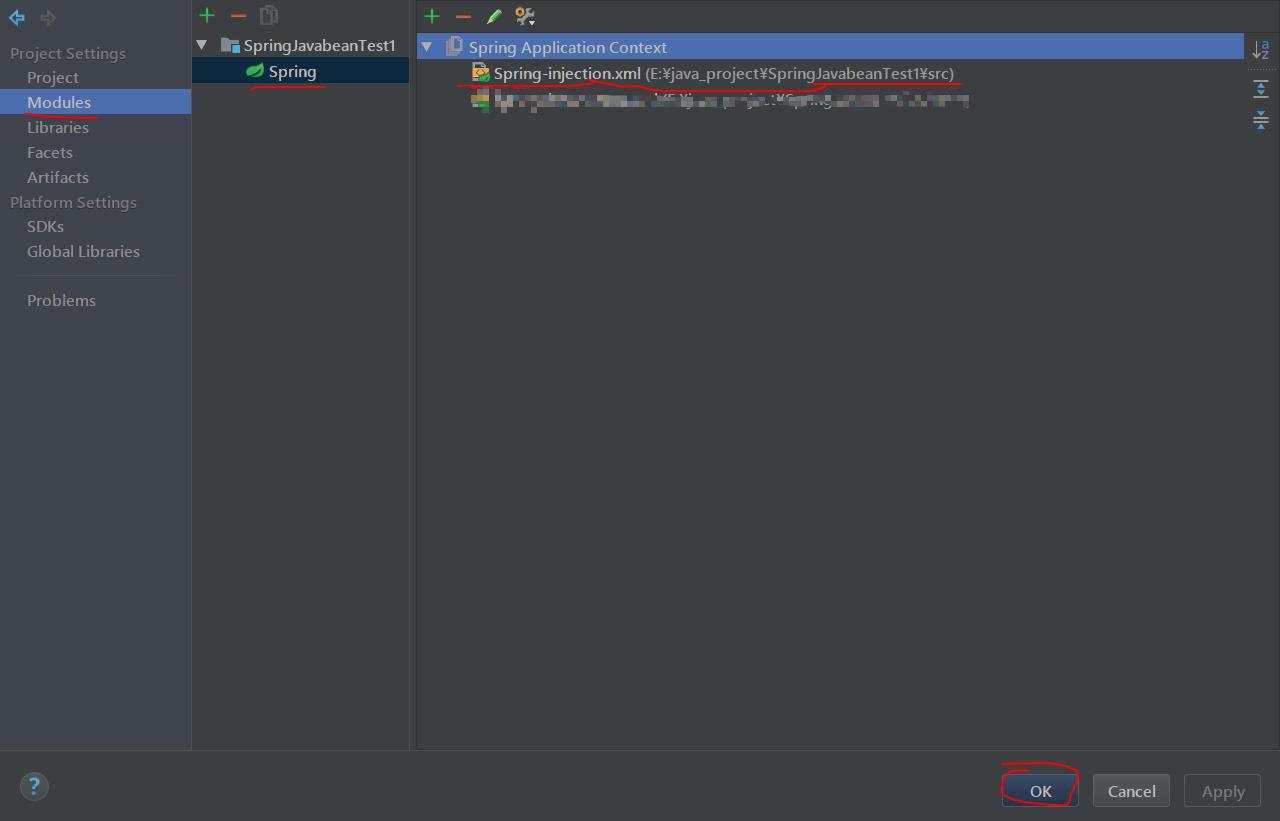 Project Settings
Project
Modules
Libraries
Facets
Artifacts
Platform Settings
SDKs
Global Libraries
Problems
SpringJavabeanTest1
Spring
Spring Application Context
Spring-injection.xml (E:¥java_project¥SpringJavabeanTest1¥src)
a
z
?
OK
Cancel
Apply